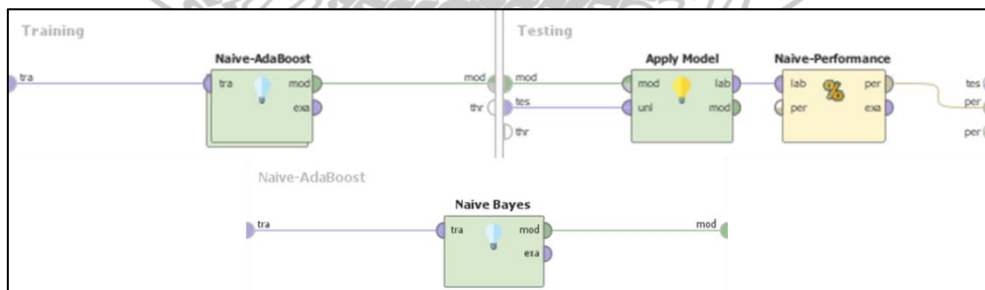 Training
Testing
Naive-AdaBoost
Apply Model
Naive-Performance
tra
tra
mod
exa
mod
thr
mod
tes
thr
mod
unl
lab
mod
lab
per
per
exa
tes
per
per
Naive-AdaBoost
Naive Bayes
tra
tra
mod
exa
mod